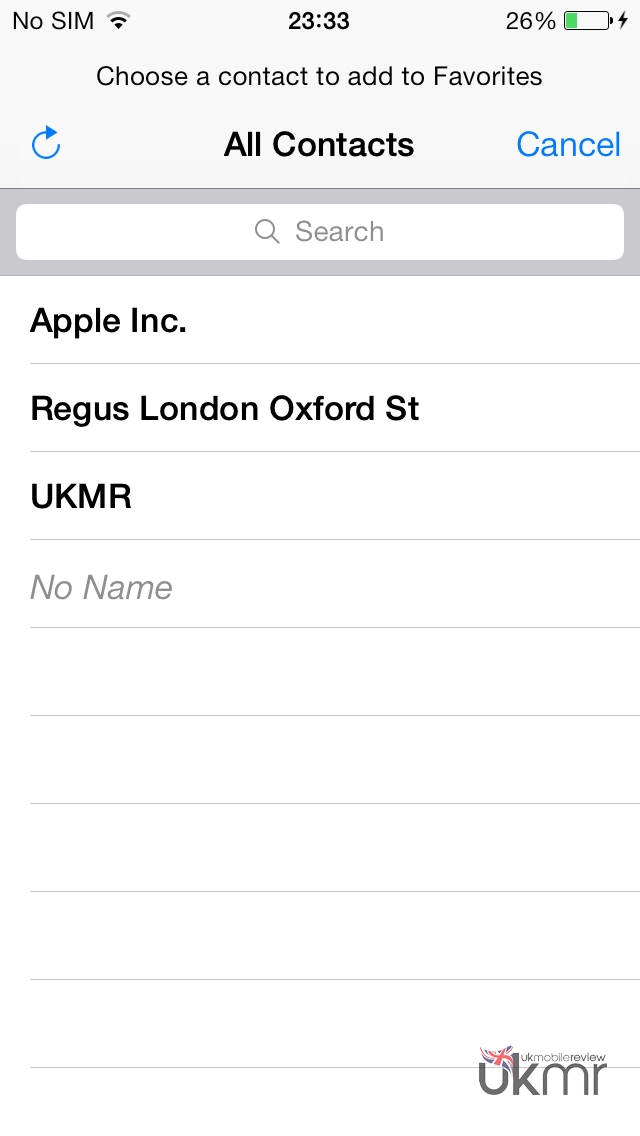 No SIM 23:33 26%
Choose a contact to add to Favorites
All Contacts Cancel
Search
Apple Inc.
Regus London Oxford St
UKMR
No Name
ukmobilereview
ukmr